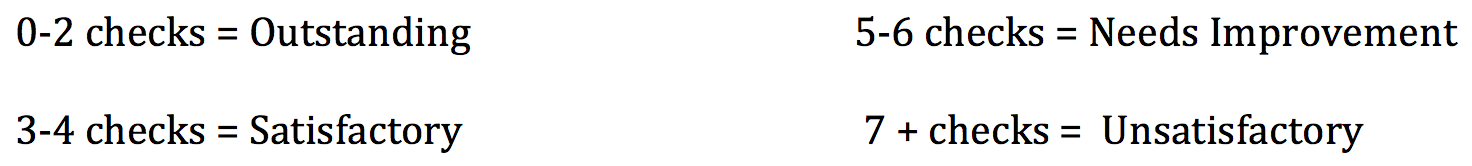 0-2 checks = Outstanding 5-6 checks = Needs Improvement
3-4 checks = Satisfactory 7 + checks = Unsatisfactory